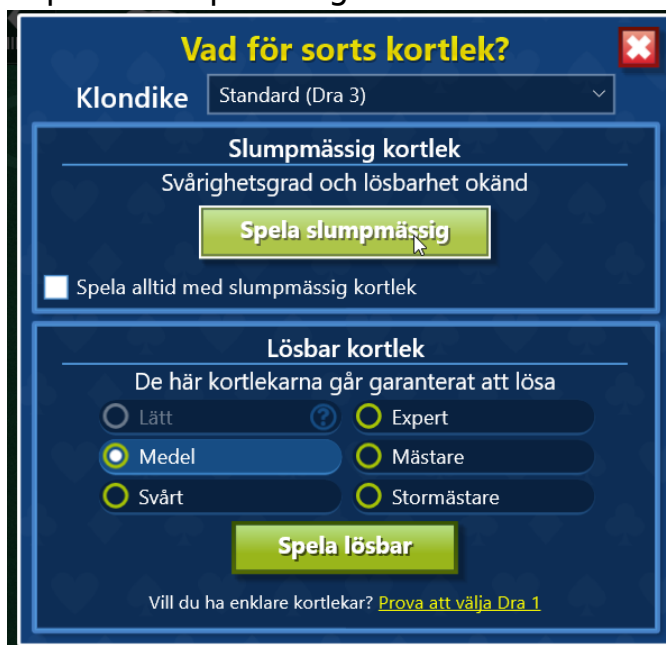 Vad för sorts kortlek?
Klondike Standard (Dra 3)
Slumpmässig kortlek
Svårighetsgrad och lösbarhet okänd
Spela slumpmässig
Spela alltid med slumpmässig kortlek
Lösbar kortlek
De här kortlekarna går garanterat att lösa
Lätt ? Expert
Medel Mästare
Svårt Stormästare
Spela lösbar
Vill du ha enklare kortlekar? Prova att välja Dra 1